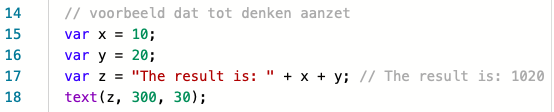 14 // voorbeeld dat tot denken aanzet
15 var x = 10;
16 var y = 20;
17 var z = "The result is: " + x + y; // The result is: 1020
18 text(z, 300, 30);